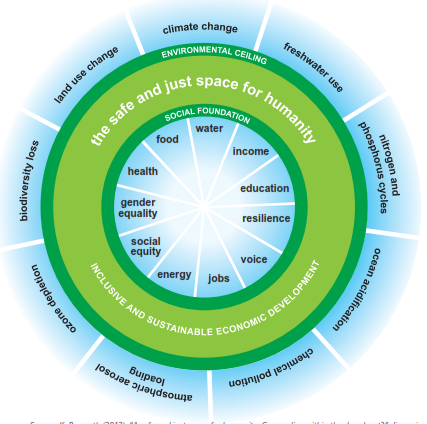 climate change
freshwater use
nitrogen and
phosphorus cycles
ocean acidification
chemical pollution
atmospheric aerosol
loading
ozone depletion
biodiversity loss
land use change
ENVIRONMENTAL CEILING
the safe and just space for humanity
SOCIAL FOUNDATION
water
income
education
resilience
voice
jobs
energy
social
equity
gender
equality
health
food
INCLUSIVE AND SUSTAINABLE ECONOMIC DEVELOPMENT